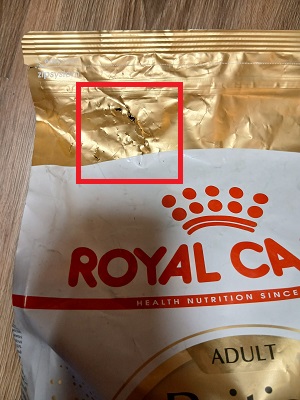 ROYAL CA
HEALTH NUTRITION SINCE
ADULT